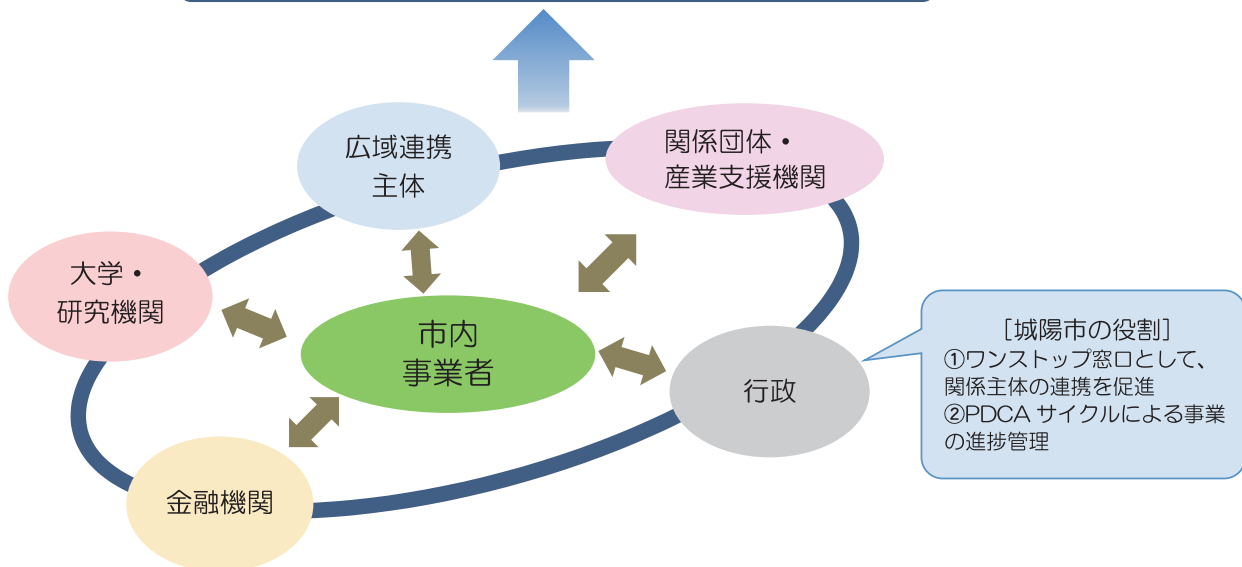 広域連携
主体
関係団体・
産業支援機関
大学・
研究機関
市内
事業者
行政
金融機関
［城陽市の役割］
①ワンストップ窓口として、
関係主体の連携を促進
②PDCA サイクルによる事業
の進捗管理